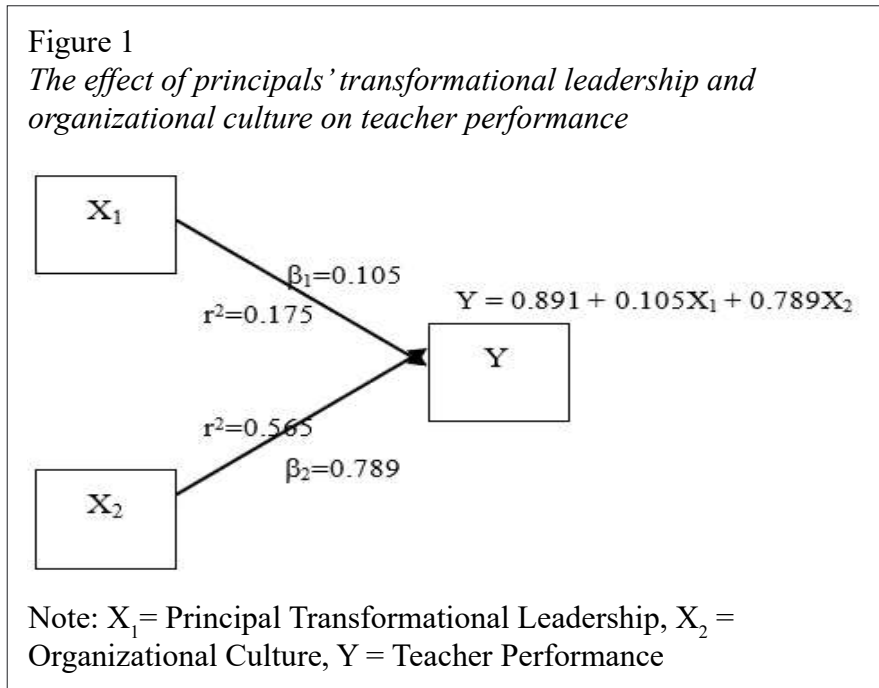 Figure 1
The effect of principals’ transformational leadership and
organizational culture on teacher performance
X₁
β₁=0.105
Y = 0.891 + 0.105X₁ + 0.789X₂
r²=0.175
Y
r²=0.565
β₂=0.789
X₂
Note: X₁= Principal Transformational Leadership, X₂ =
Organizational Culture, Y = Teacher Performance